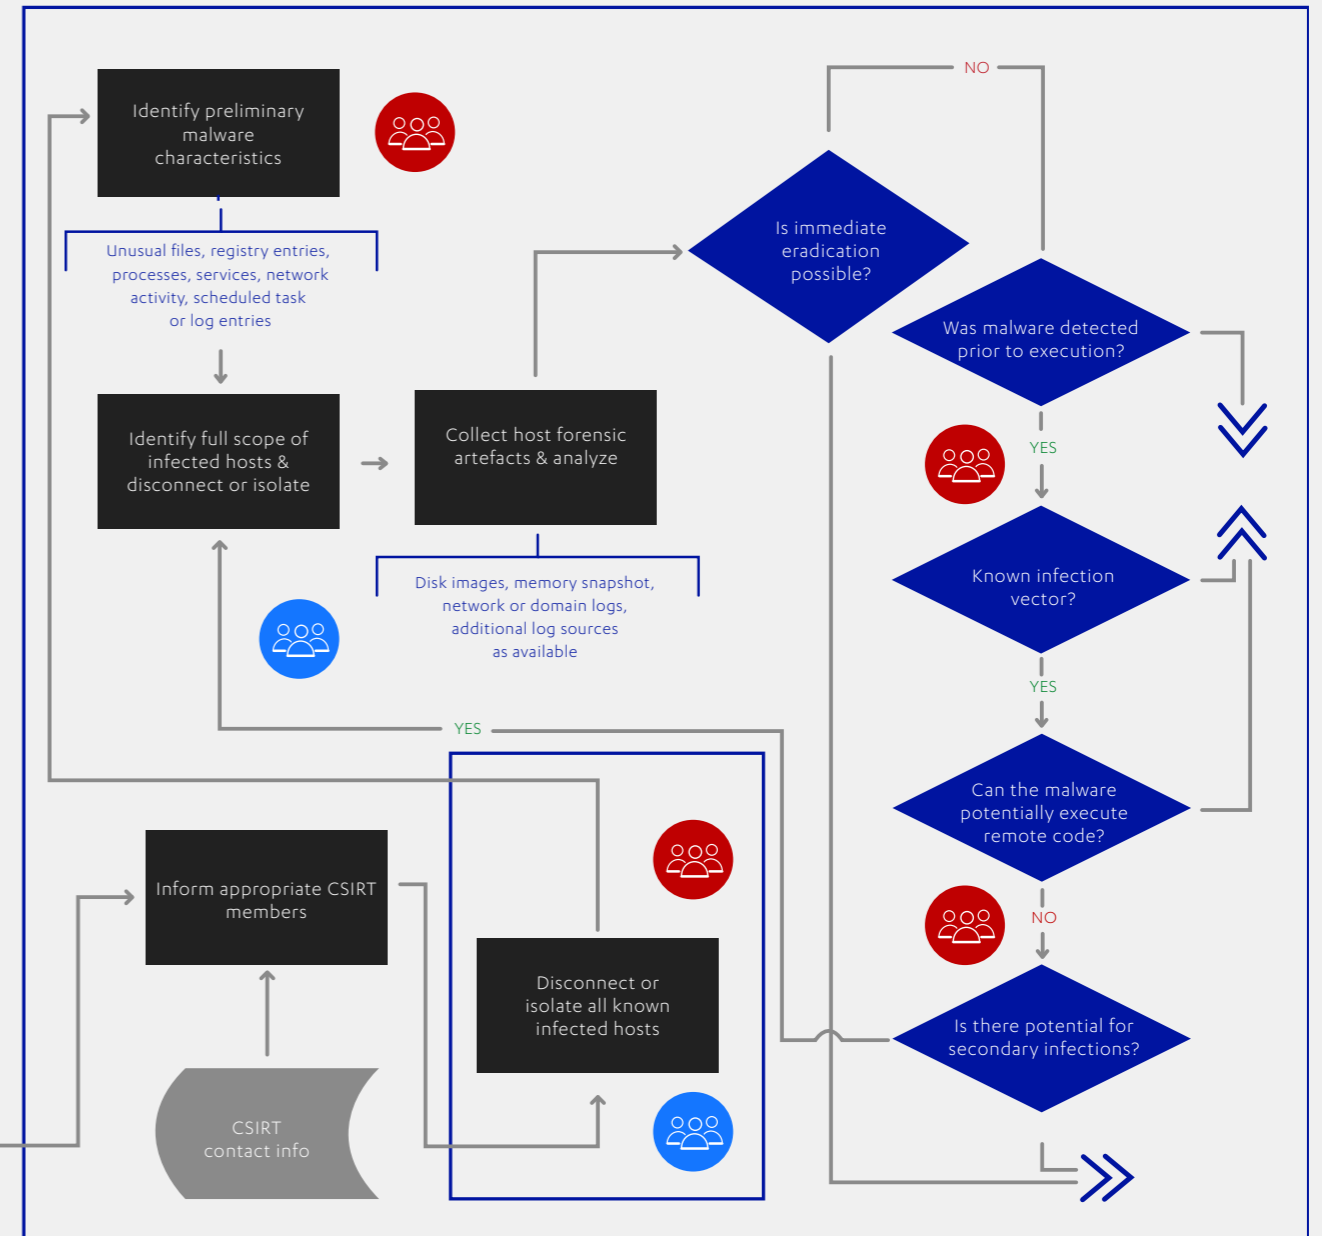 Identify preliminary
malware
characteristics
Unusual files, registry entries,
processes, services, network
activity, scheduled task
or log entries
Identify full scope of
infected hosts &
disconnect or isolate
Collect host forensic
artefacts & analyze
Disk images, memory snapshot,
network or domain logs,
additional log sources
as available
Is immediate
eradication
possible?
NO
Was malware detected
prior to execution?
YES
Known infection
vector?
YES
Can the malware
potentially execute
remote code?
NO
Is there potential for
secondary infections?
YES
Inform appropriate CSIRT
members
CSIRT
contact info
Disconnect or
isolate all known
infected hosts